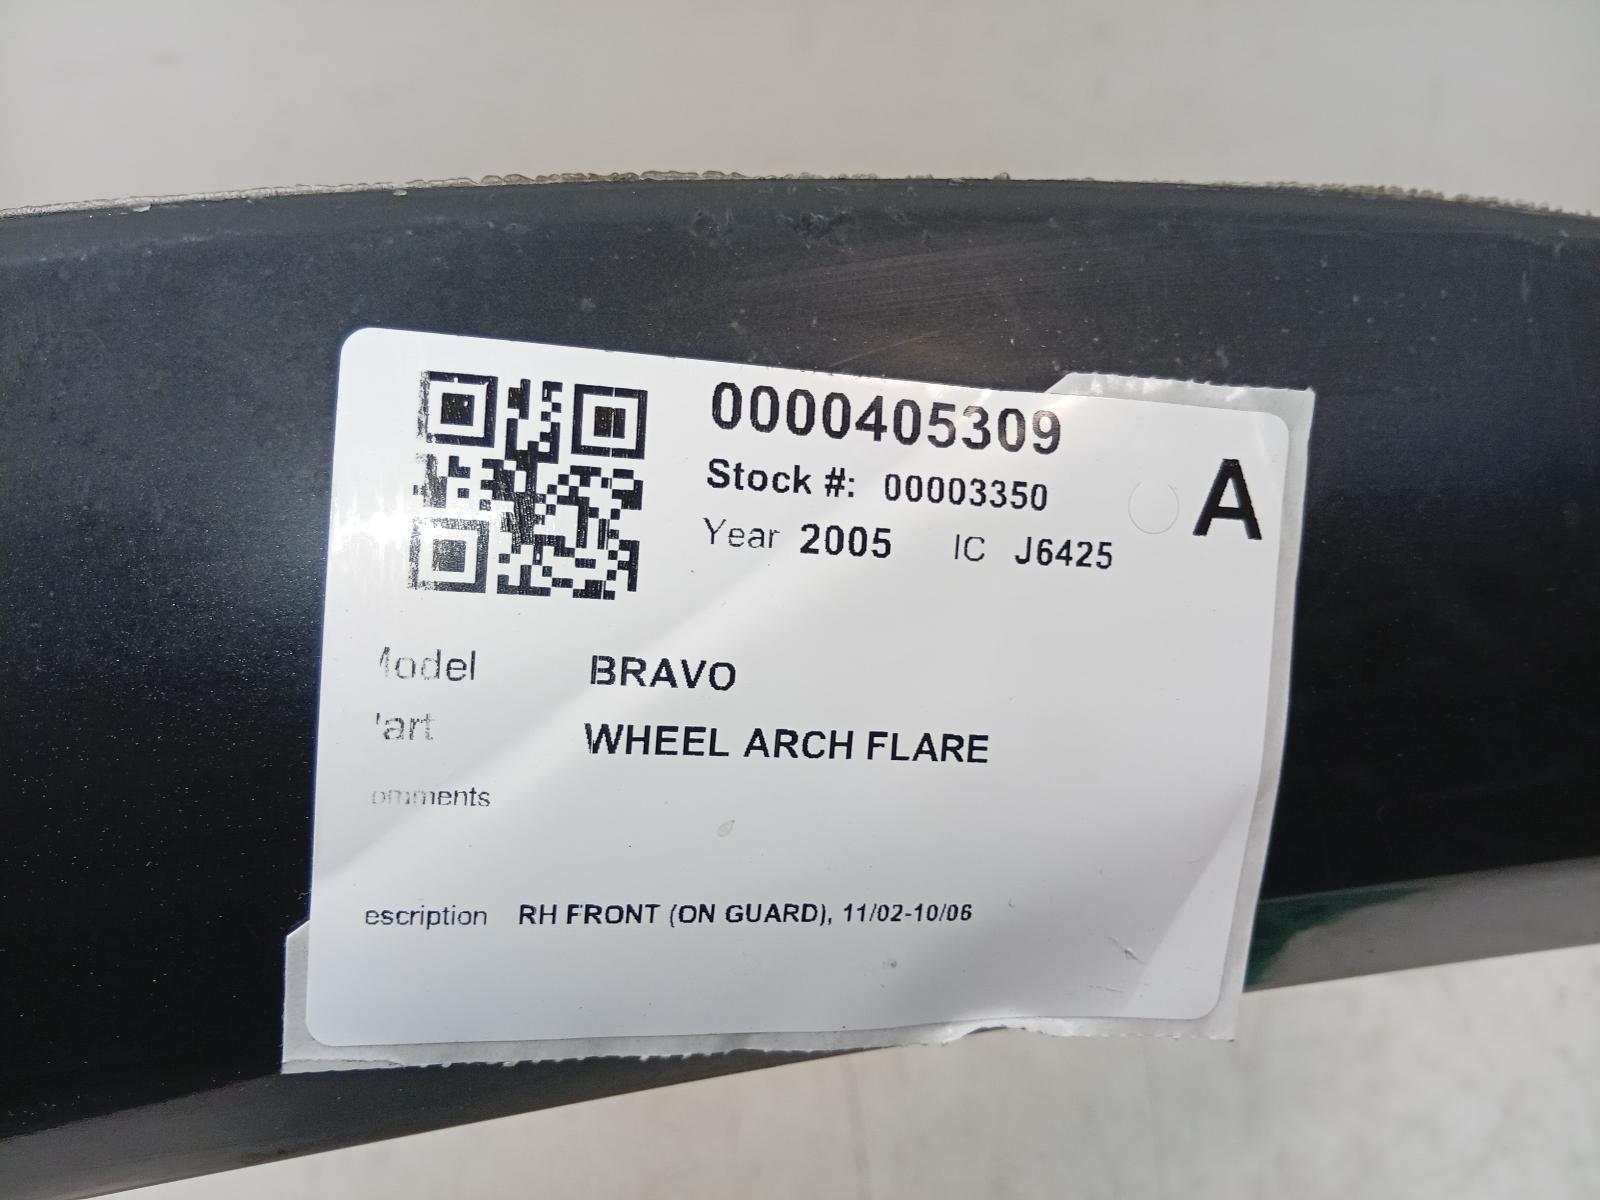 0000405309
Stock #: 00003350
A
Year 2005 IC J6425
Model BRAVO
Part WHEEL ARCH FLARE
omments
escription RH FRONT (ON GUARD), 11/02-10/06